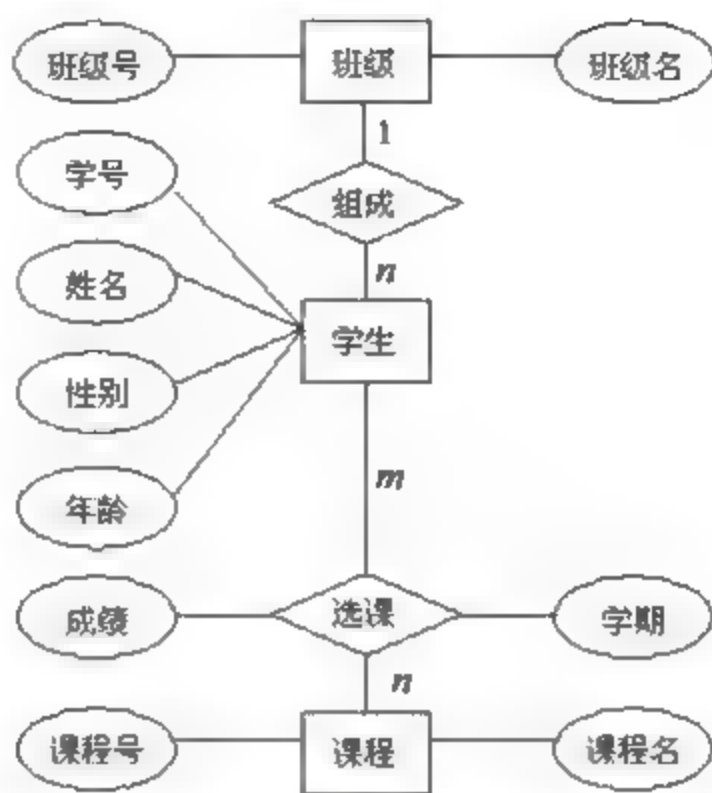 班级号 班级 班级名
1
学号
组成
n
姓名
学生
性别
m
年龄
成绩 选课 学期
n
课程号 课程 课程名